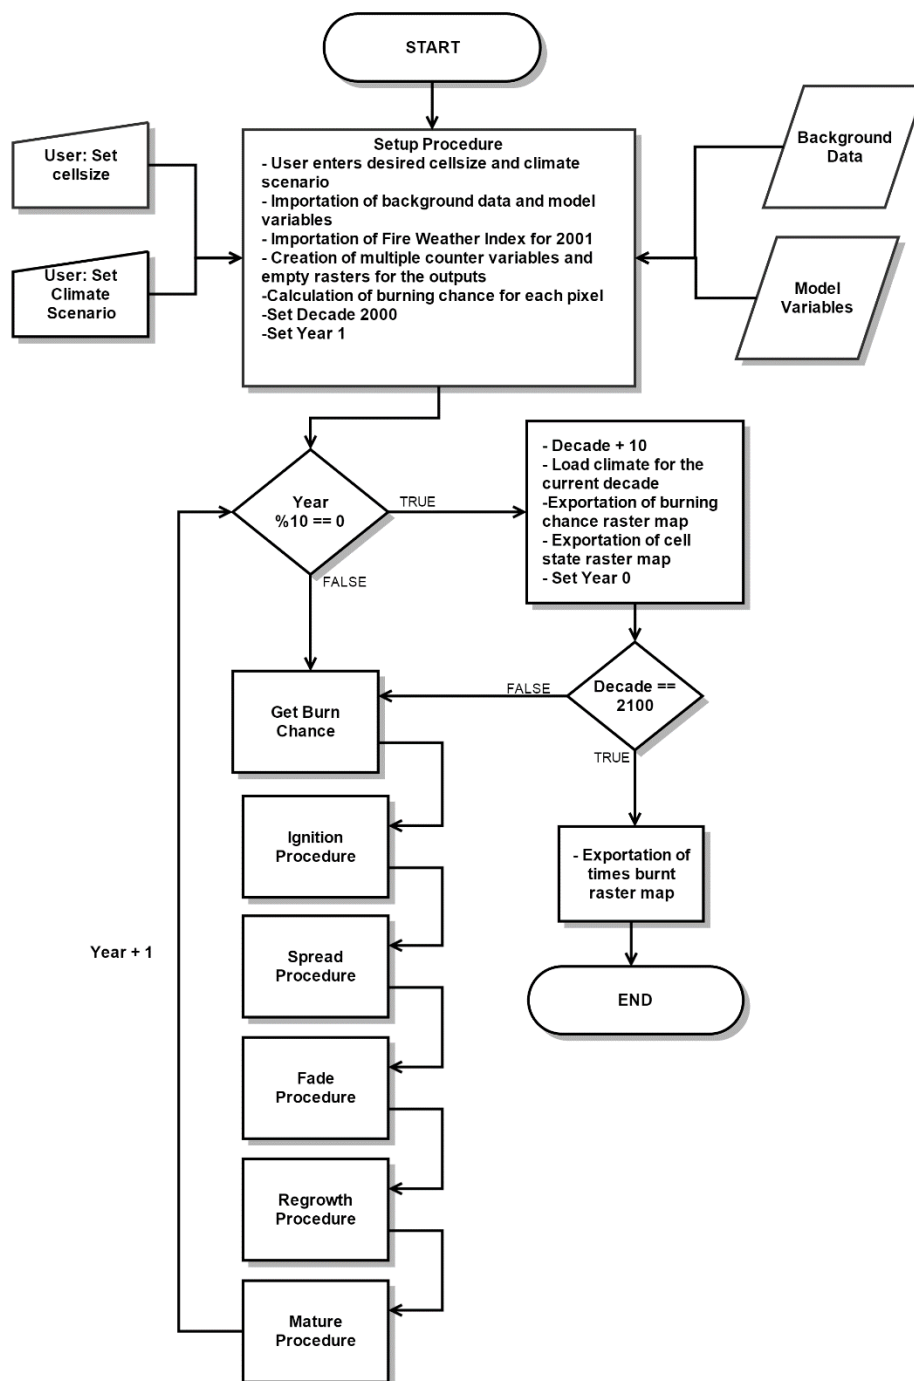 START
User: Set
cellsize
User: Set
Climate
Scenario
Setup Procedure
- User enters desired cellsize and climate
scenario
- Importation of background data and model
variables
- Importation of Fire Weather Index for 2001
- Creation of multiple counter variables and
empty rasters for the outputs
-Calculation of burning chance for each pixel
-Set Decade 2000
-Set Year 1
Background
Data
Model
Variables
Year
%10 == 0
TRUE
FALSE
- Decade + 10
- Load climate for the
current decade
-Exportation of burning
chance raster map
- Exportation of cell
state raster map
- Set Year 0
Decade ==
2100
FALSE
TRUE
Get Burn
Chance
Ignition
Procedure
- Exportation of
times burnt
raster map
Spread
Procedure
Year + 1
END
Fade
Procedure
Regrowth
Procedure
Mature
Procedure